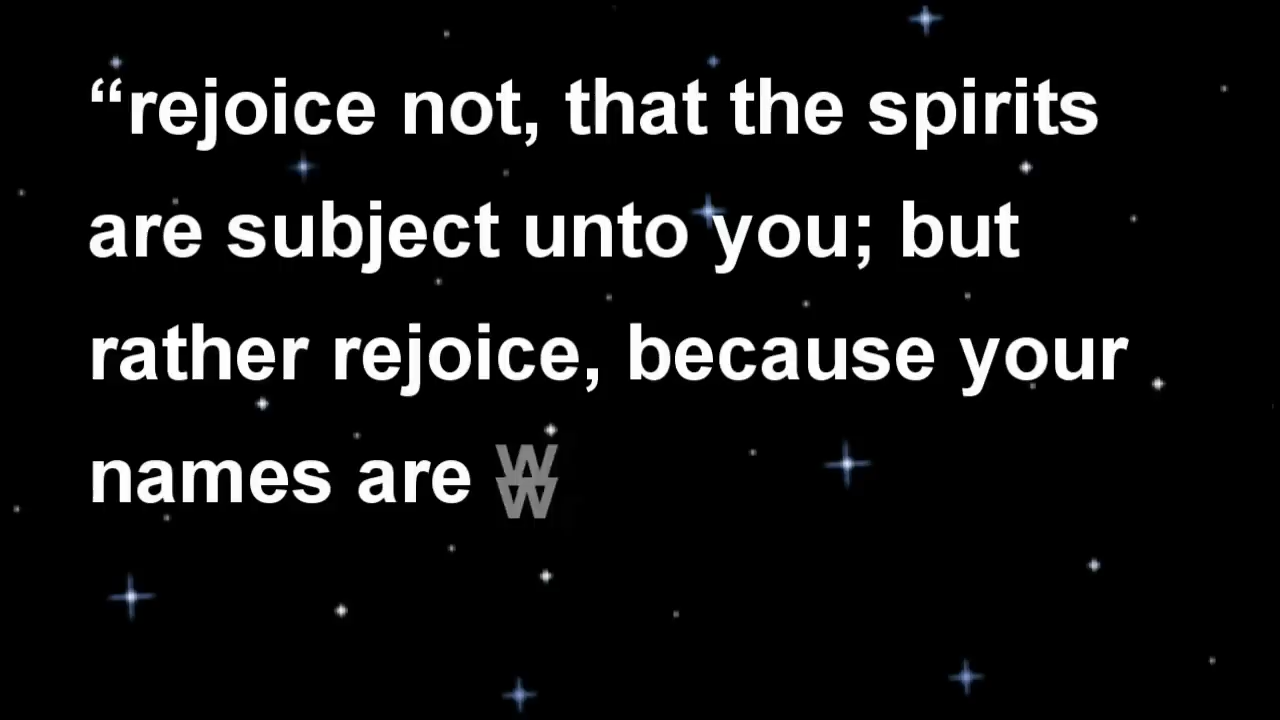 “rejoice not, that the spirits
are subject unto you; but
rather rejoice, because your
names are w